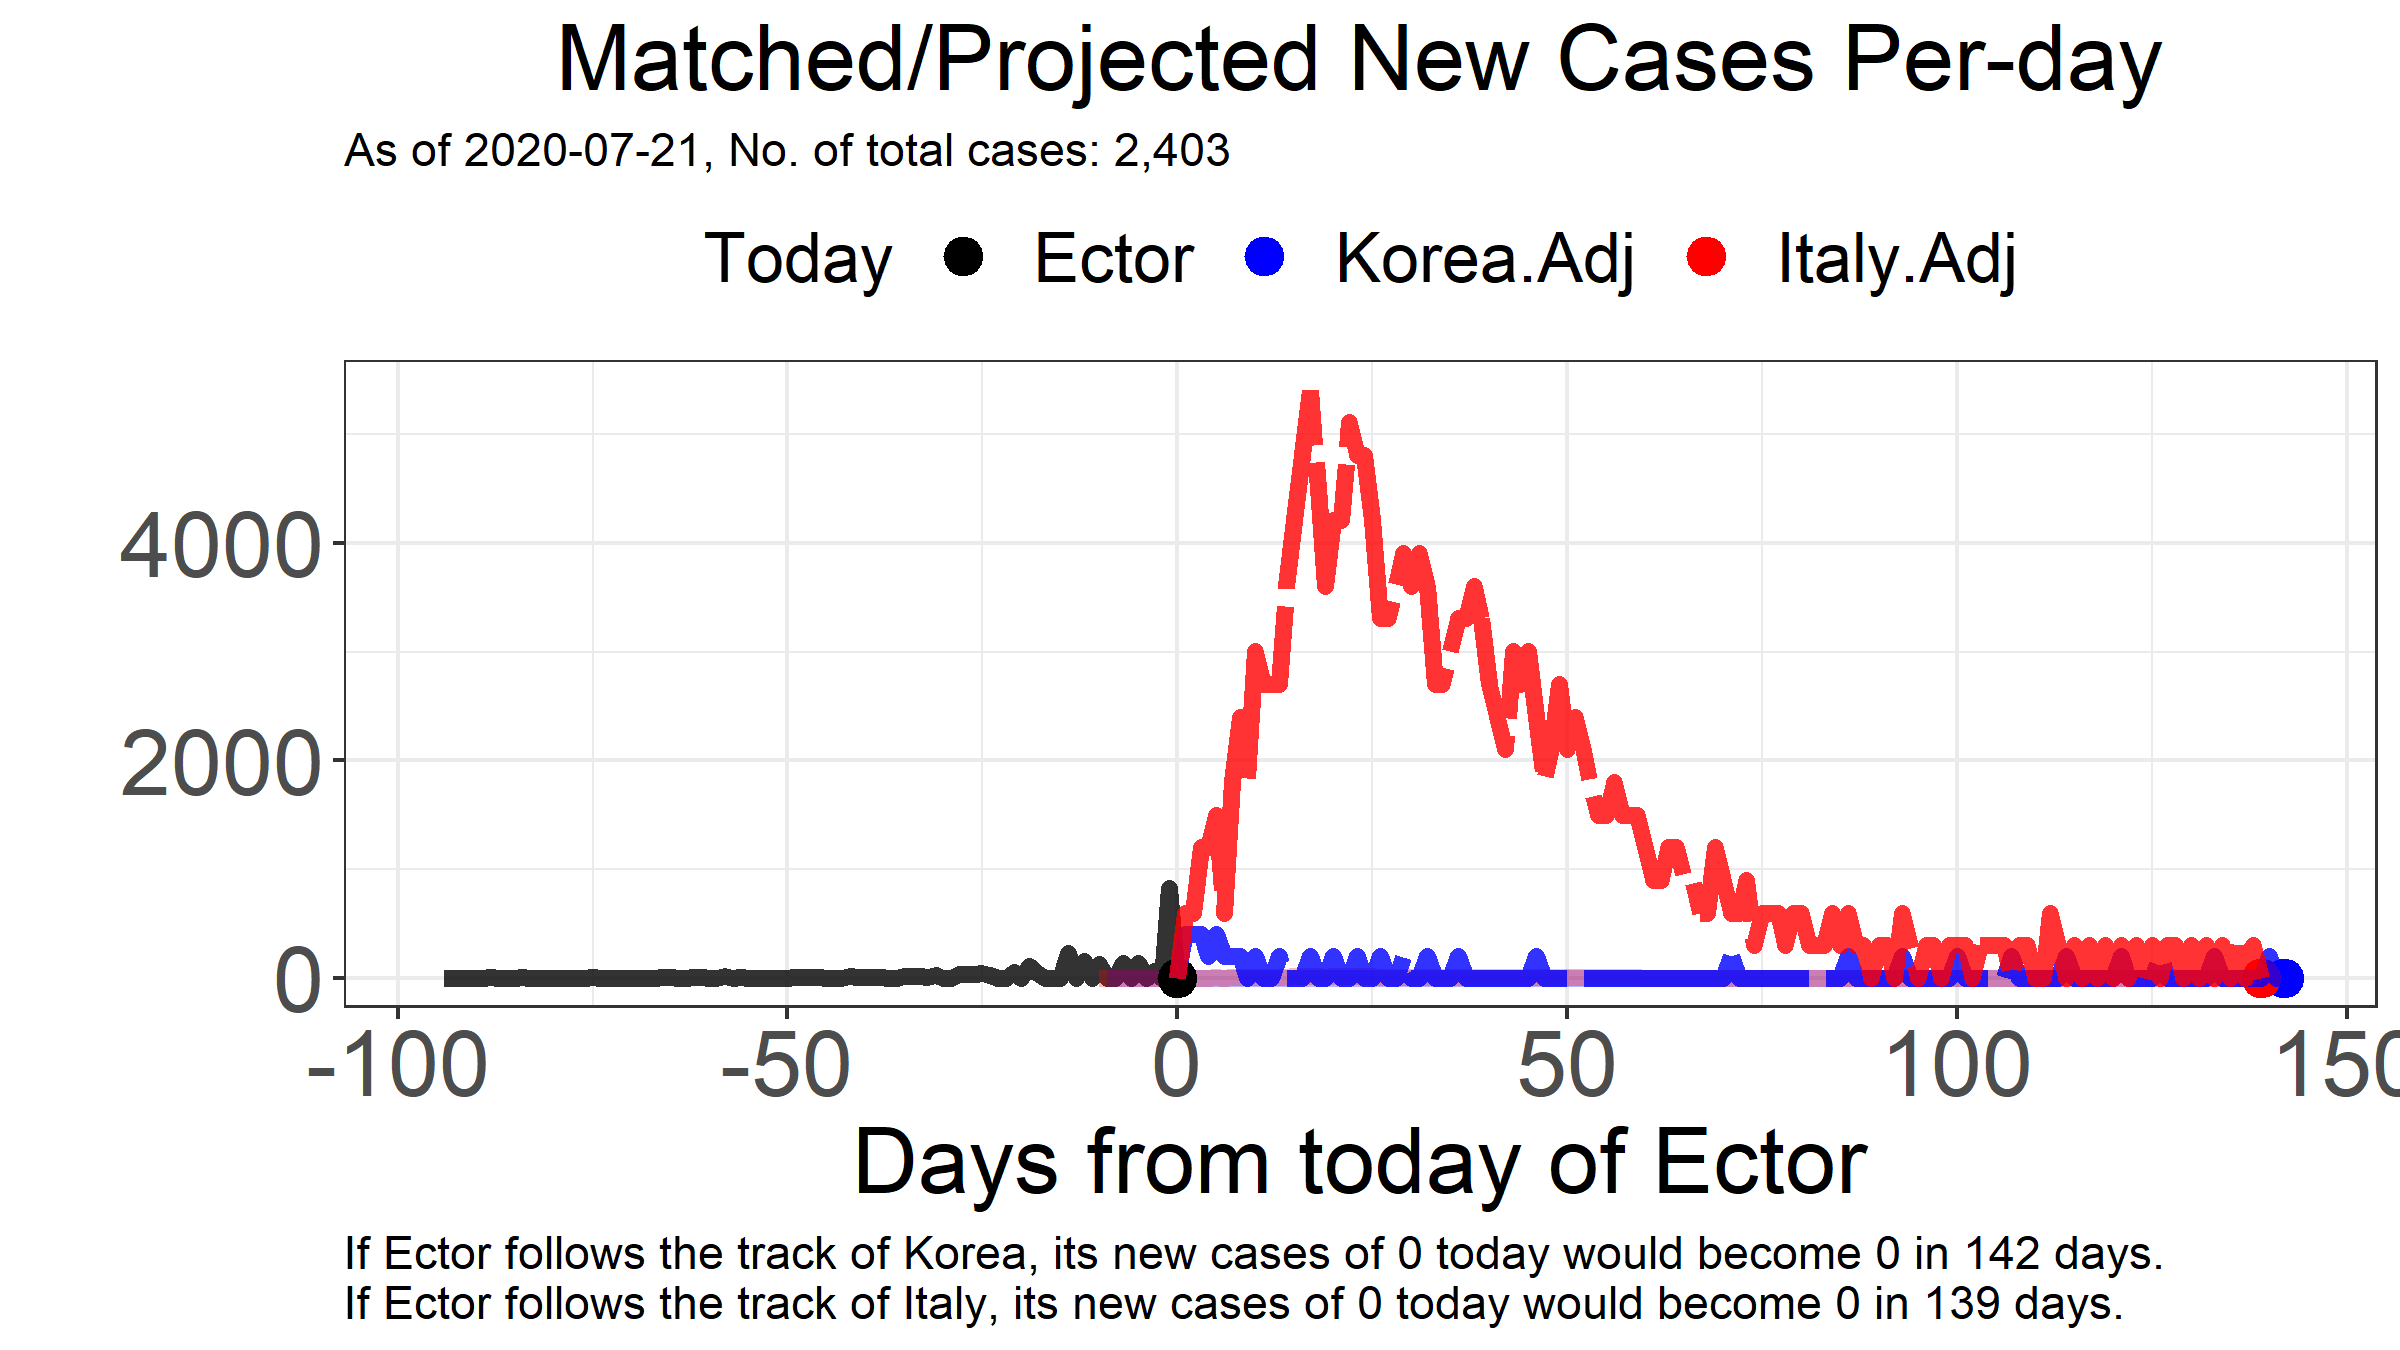 Matched/Projected New Cases Per-day
As of 2020-07-21, No. of total cases: 2,403
Today Ector Korea.Adj Italy.Adj
4000
2000
0
-100 -50 0 50 100 150
Days from today of Ector
If Ector follows the track of Korea, its new cases of 0 today would become 0 in 142 days.
If Ector follows the track of Italy, its new cases of 0 today would become 0 in 139 days.